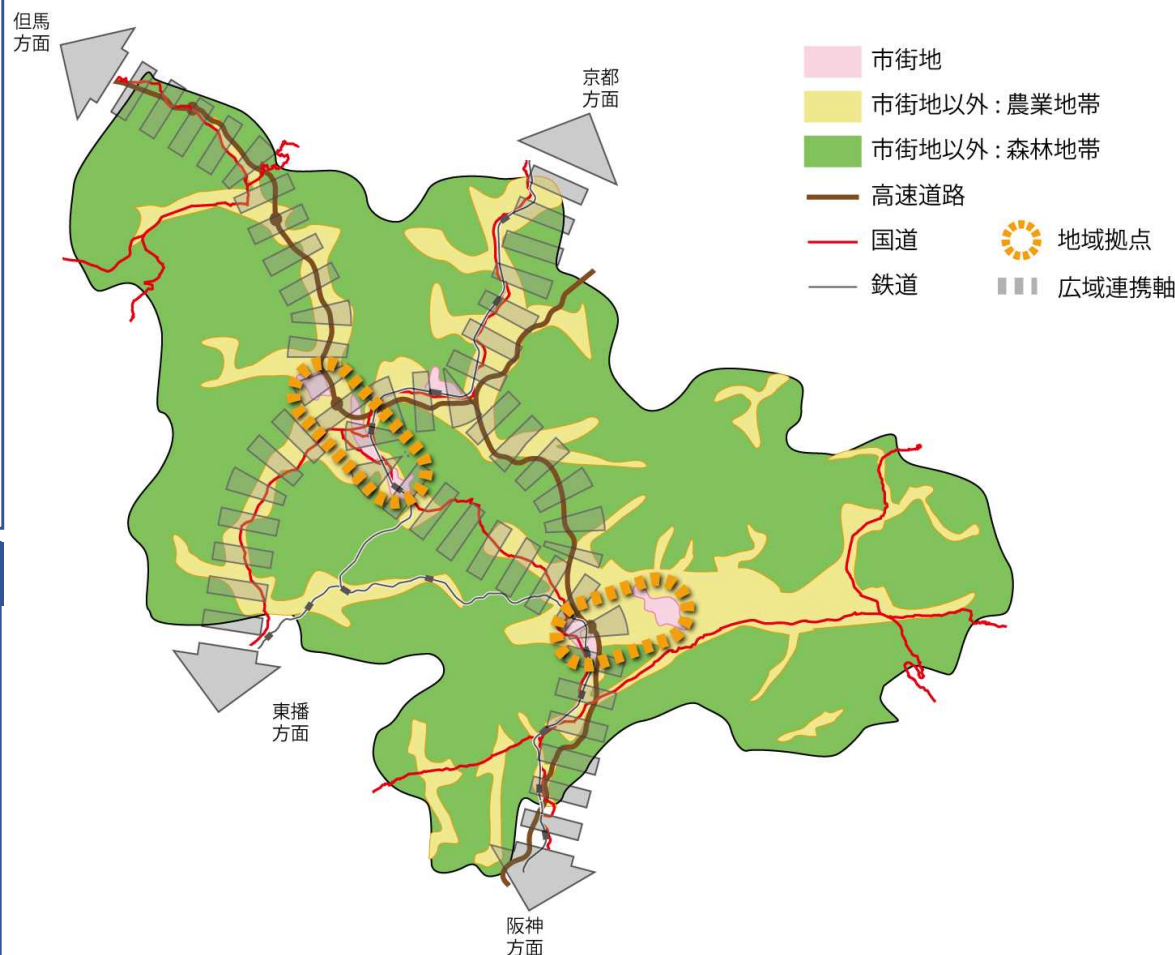 但馬
方面
京都
方面
市街地
市街地以外 : 農業地帯
市街地以外 : 森林地帯
高速道路
国道
地域拠点
鉄道
広域連携軸
東播
方面
阪神
方面